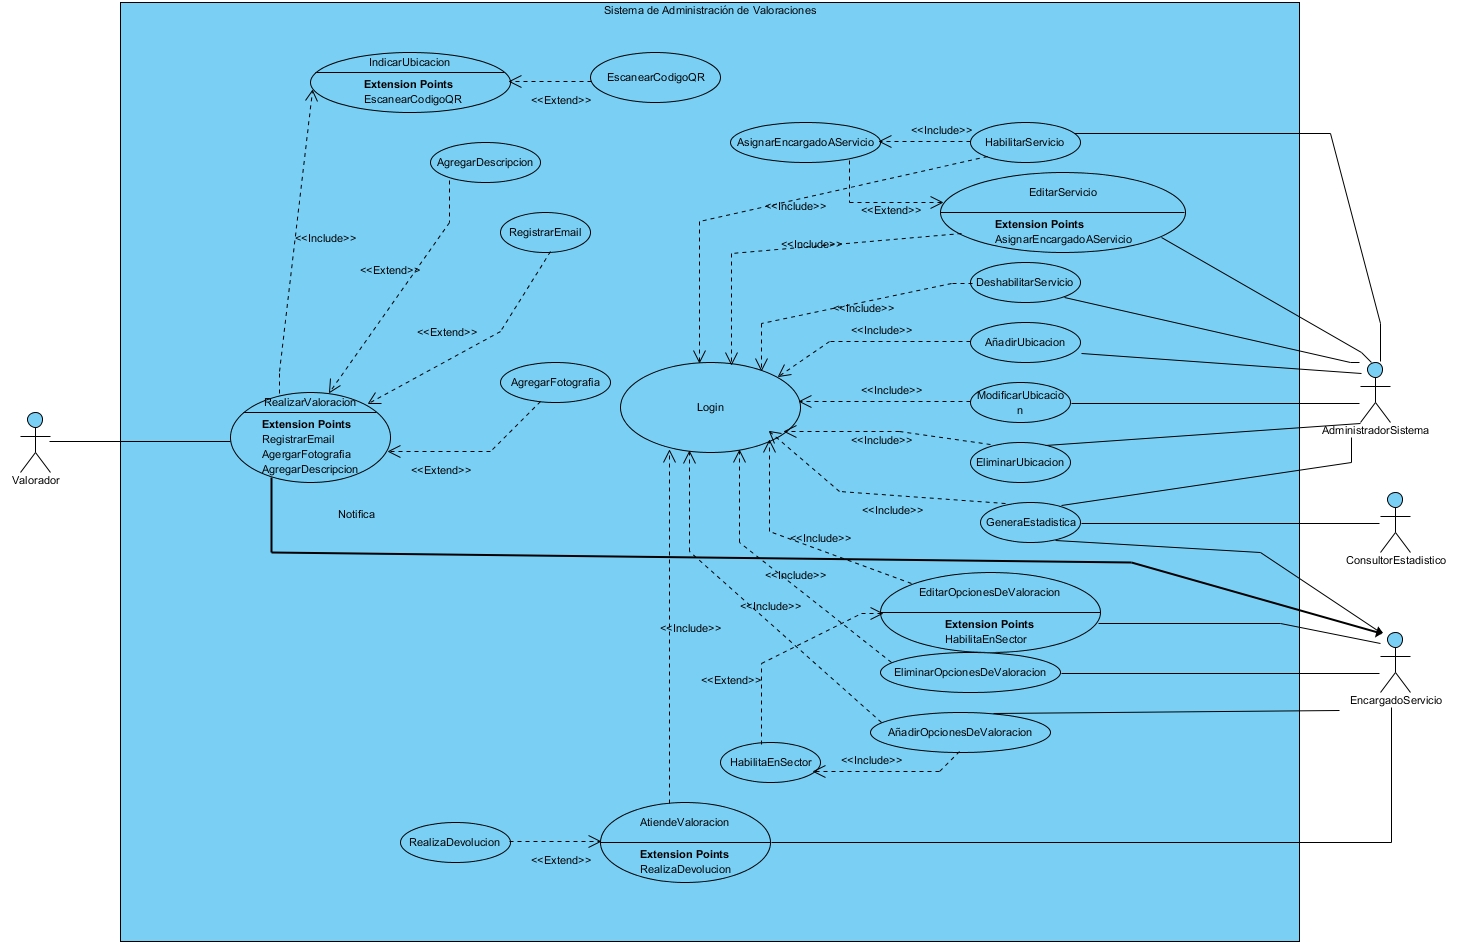 Sistema de Administración de Valoraciones
IndicarUbicacion
Extension Points
EscanearCodigoQR
EscanearCodigoQR
<<Extend>>
AgregarDescripcion
AsignarEncargadoAServicio
<<Include>>
HabilitarServicio
EditarServicio
Extension Points
AsignarEncargadoAServicio
<<Include>>
<<Extend>>
<<Include>>
RegistrarEmail
<<Include>>
<<Extend>>
DeshabilitarServicio
<<Include>>
<<Extend>>
<<Include>>
AñadirUbicacion
AgregarFotografia
<<Include>>
ModificarUbicacio
n
Login
RealizarValoracion
Extension Points
RegistrarEmail
AgergarFotografia
AgregarDescripcion
<<Extend>>
Valorador
AdministradorSistema
<<Include>>
EliminarUbicacion
<<Include>>
GeneraEstadistica
Notifica
ConsultorEstadistico
<<Include>>
<<Include>>
<<Include>>
<<Include>>
EditarOpcionesDeValoracion
Extension Points
HabilitaEnSector
EliminarOpcionesDeValoracion
<<Extend>>
EncargadoServicio
AñadirOpcionesDeValoracion
HabilitaEnSector
<<Include>>
AtiendeValoracion
Extension Points
RealizaDevolucion
RealizaDevolucion
<<Extend>>